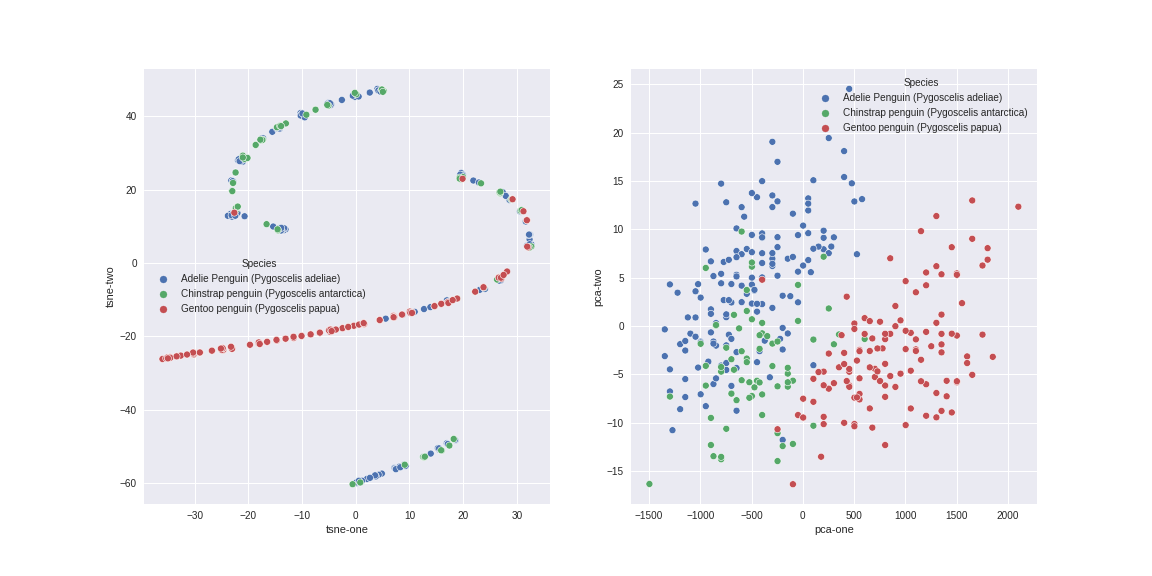 40
20
0
−20
−40
−60
tsne-two
Species
Adelie Penguin (Pygoscelis adeliae)
Chinstrap penguin (Pygoscelis antarctica)
Gentoo penguin (Pygoscelis papua)
−30 −20 −10 0 10 20 30
tsne-one
25
20
15
10
5
0
−5
−10
−15
pca-two
Species
Adelie Penguin (Pygoscelis adeliae)
Chinstrap penguin (Pygoscelis antarctica)
Gentoo penguin (Pygoscelis papua)
−1500 −1000 −500 0 500 1000 1500 2000
pca-one